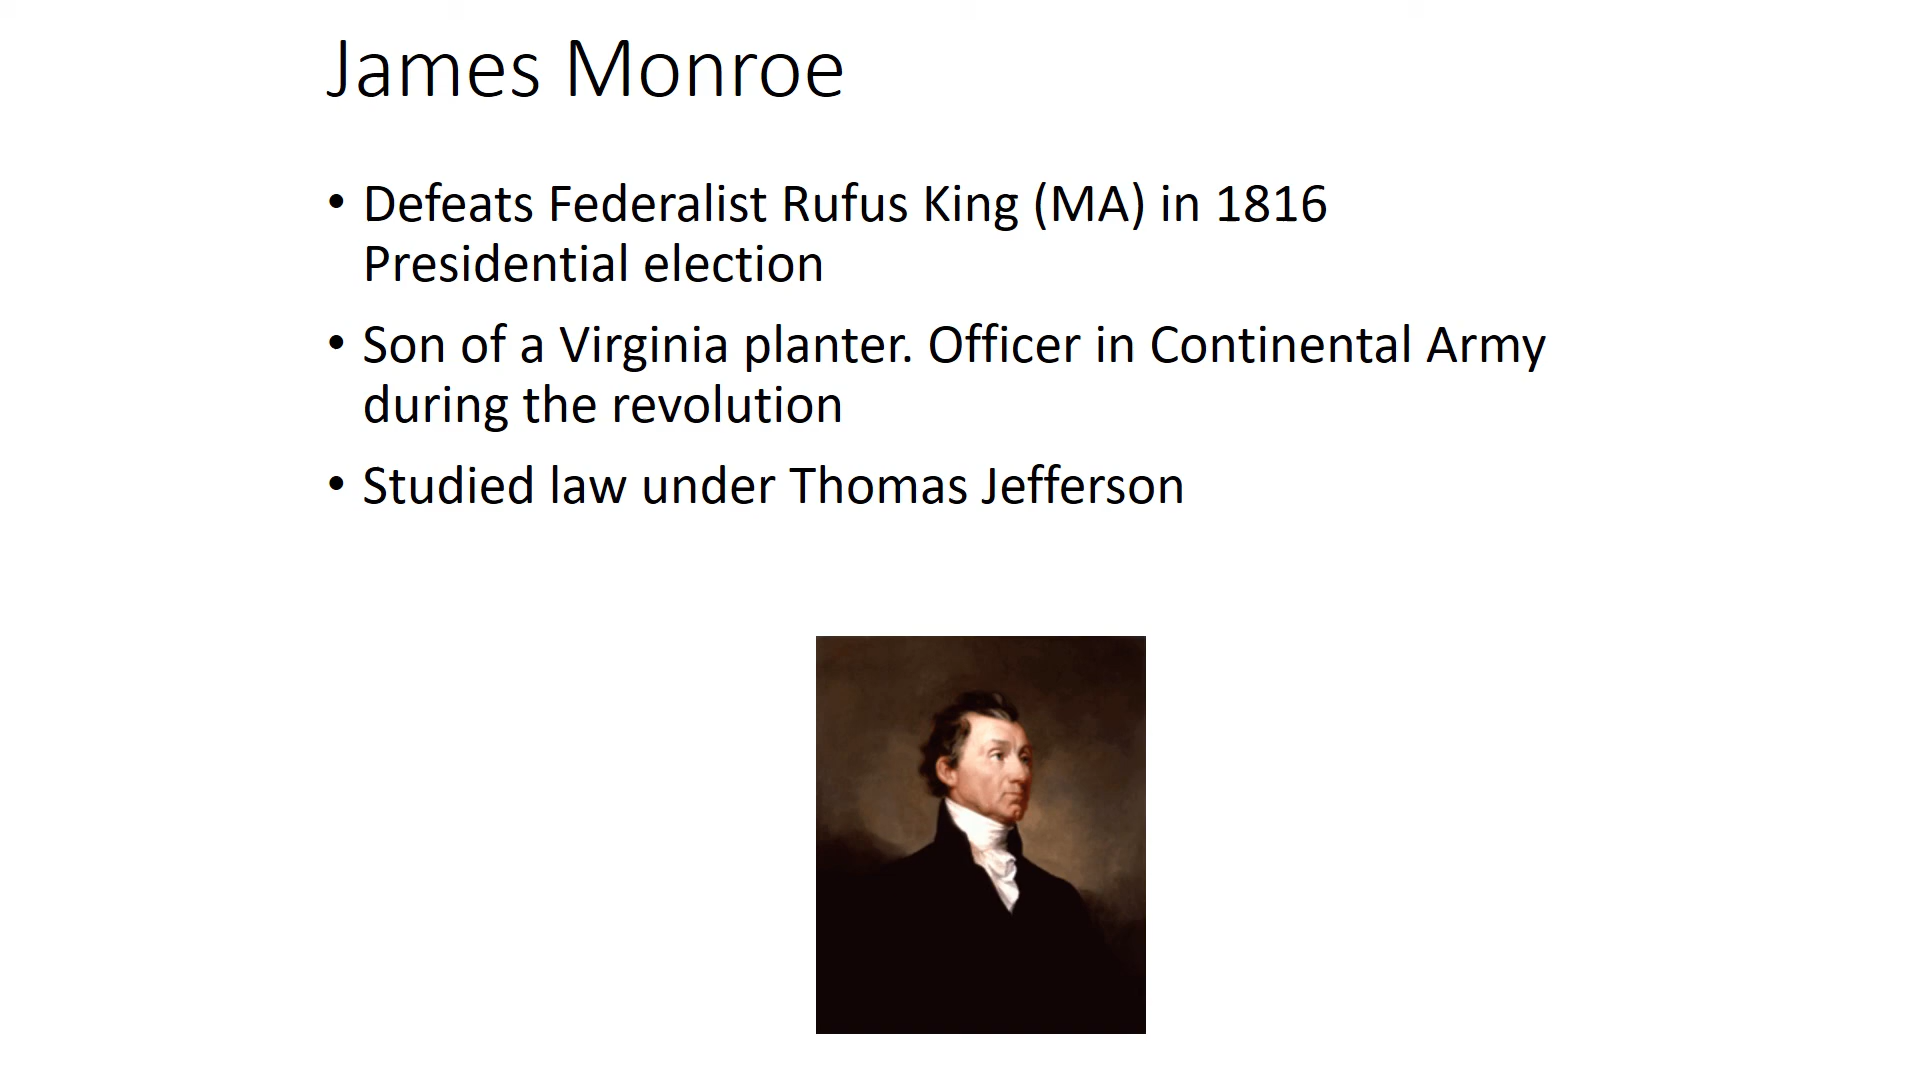 James Monroe
• Defeats Federalist Rufus King (MA) in 1816
Presidential election
• Son of a Virginia planter. Officer in Continental Army
during the revolution
• Studied law under Thomas Jefferson